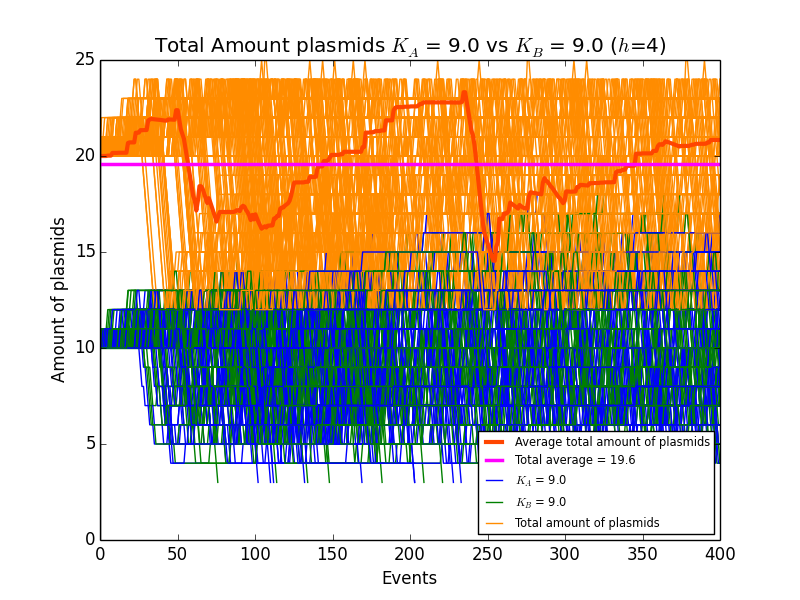 Total Amount plasmids K_A = 9.0 vs K_B = 9.0 (h=4)
25
20
15
10
5
0
Amount of plasmids
Average total amount of plasmids
Total average = 19.6
K_A = 9.0
K_B = 9.0
Total amount of plasmids
0 50 100 150 200 250 300 350 400
Events